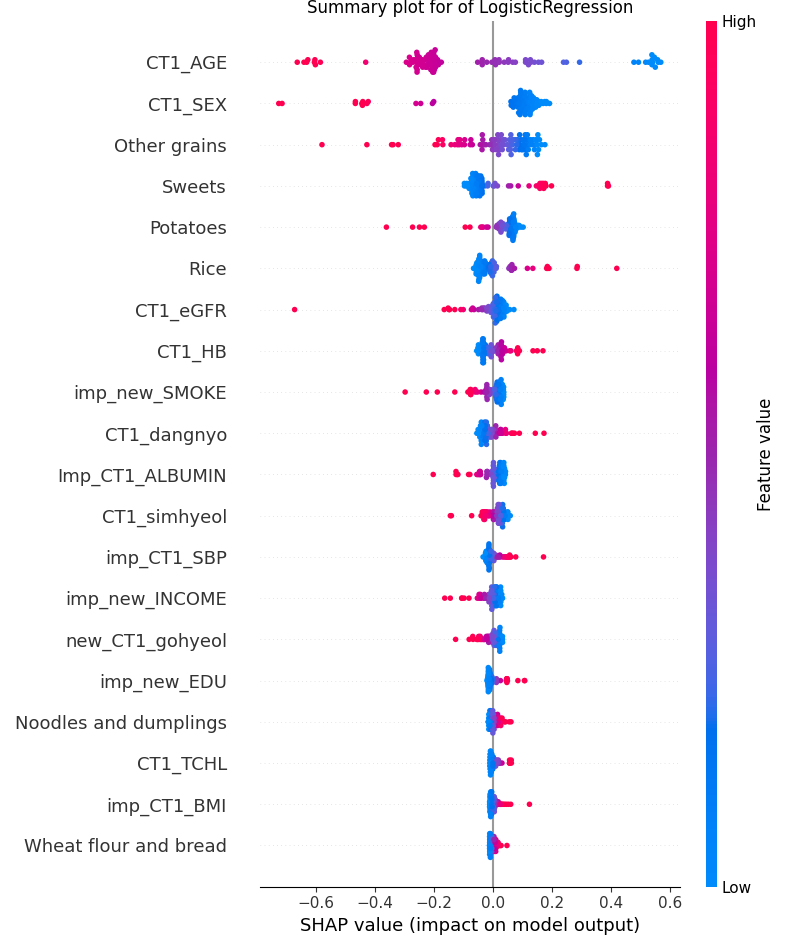 Summary plot for of LogisticRegression
High
CT1_AGE
CT1_SEX
Other grains
Sweets
Potatoes
Rice
CT1_eGFR
CT1_HB
imp_new_SMOKE
CT1_dangnyo
Imp_CT1_ALBUMIN
CT1_simhyeol
imp_CT1_SBP
imp_new_INCOME
new_CT1_gohyeol
imp_new_EDU
Noodles and dumplings
CT1_TCHL
imp_CT1_BMI
Wheat flour and bread
Feature value
Low
−0.6 −0.4 −0.2 0.0 0.2 0.4 0.6
SHAP value (impact on model output)